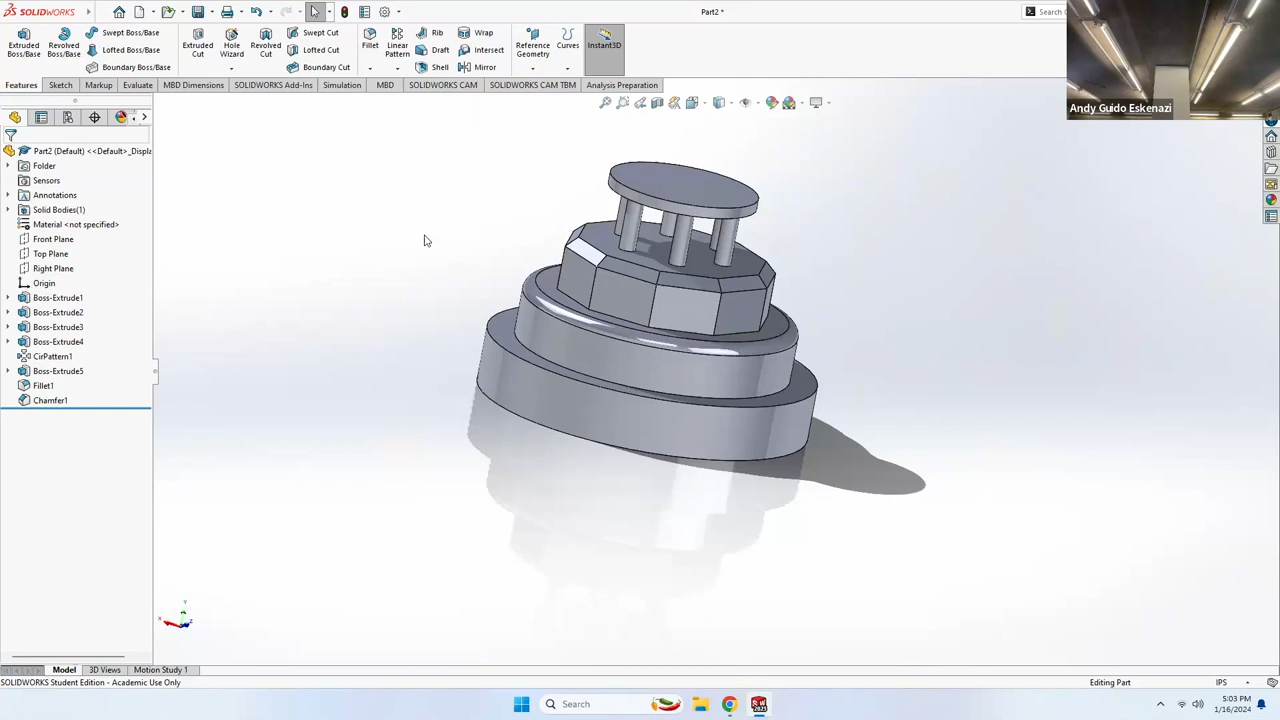 SOLIDWORKS
Part2 *
Search
Andy Guido Eskenazi
Extruded Boss/Base
Revolved Boss/Base
Swept Boss/Base
Lofted Boss/Base
Boundary Boss/Base
Extruded Cut
Hole Wizard
Revolved Cut
Swept Cut
Lofted Cut
Boundary Cut
Fillet
Linear Pattern
Rib
Draft
Shell
Wrap
Intersect
Mirror
Reference Geometry
Curves
Instant3D
Features
Sketch
Markup
Evaluate
MBD Dimensions
SOLIDWORKS Add-Ins
Simulation
MBD
SOLIDWORKS CAM
SOLIDWORKS CAM TBM
Analysis Preparation
Part2 (Default) <<Default>_Displa
Folder
Sensors
Annotations
Solid Bodies(1)
Material <not specified>
Front Plane
Top Plane
Right Plane
Origin
Boss-Extrude1
Boss-Extrude2
Boss-Extrude3
Boss-Extrude4
CirPattern1
Boss-Extrude5
Fillet1
Chamfer1
Y
X
Z
Model
3D Views
Motion Study 1
SOLIDWORKS Student Edition - Academic Use Only
Editing Part
IPS
Search
5:03 PM
1/16/2024